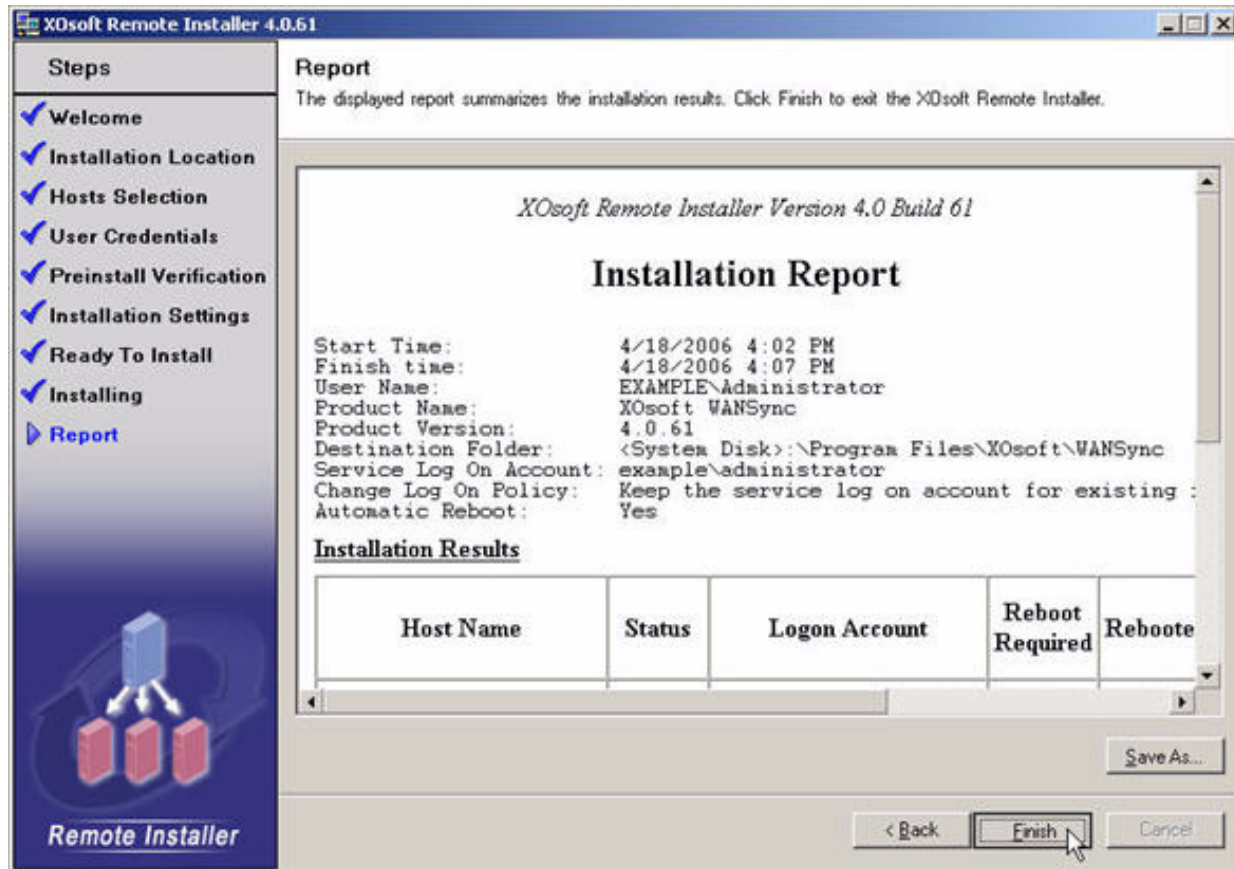 XOsoft Remote Installer 4.0.61
Steps
Welcome
Installation Location
Hosts Selection
User Credentials
Preinstall Verification
Installation Settings
Ready To Install
Installing
Report
Remote Installer
Report
The displayed report summarizes the installation results. Click Finish to exit the XOsoft Remote Installer.
XOsoft Remote Installer Version 4.0 Build 61
Installation Report
Start Time: 4/18/2006 4:02 PM
Finish time: 4/18/2006 4:07 PM
User Name: EXAMPLE\Administrator
Product Name: XOsoft WANSync
Product Version: 4.0.61
Destination Folder: <System Disk>:\Program Files\XOsoft\WANSync
Service Log On Account: example\administrator
Change Log On Policy: Keep the service log on account for existing
Automatic Reboot: Yes
Installation Results
Host Name Status Logon Account Reboot Required Reboote
Save As...
< Back Finish Cancel